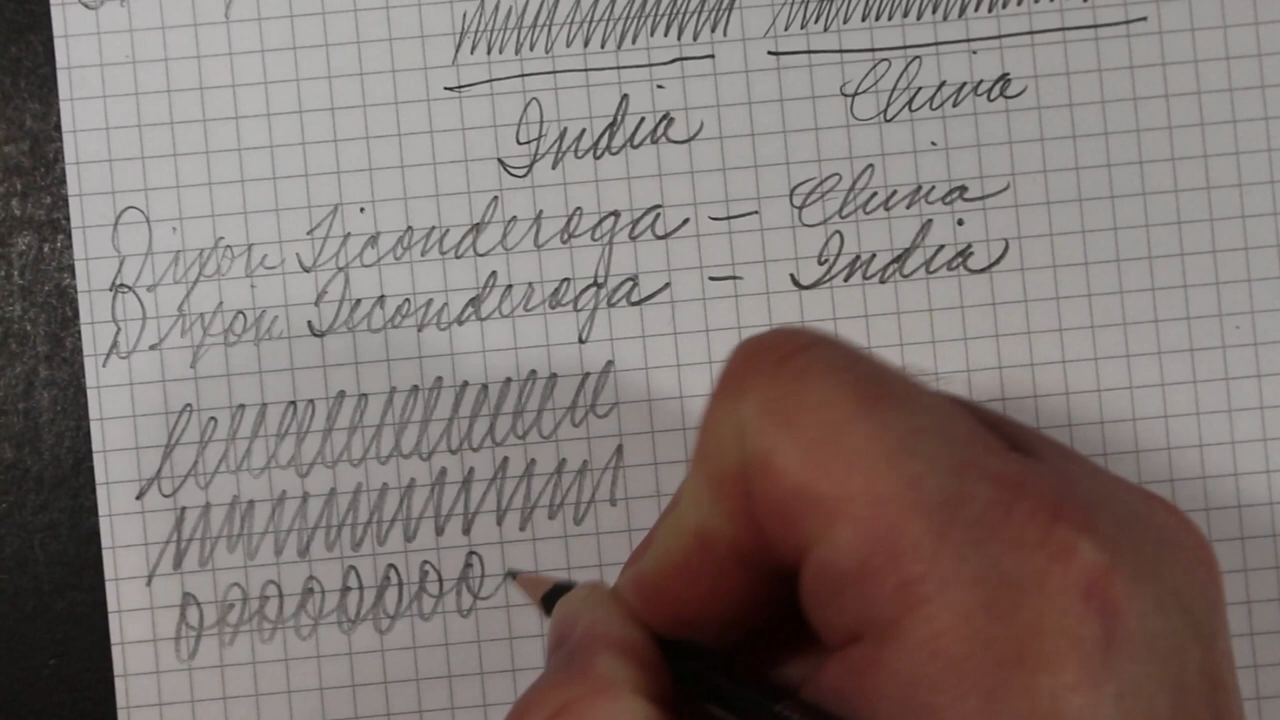 India China
Dixon Ticonderoga — China
Dixon Ticonderoga – India